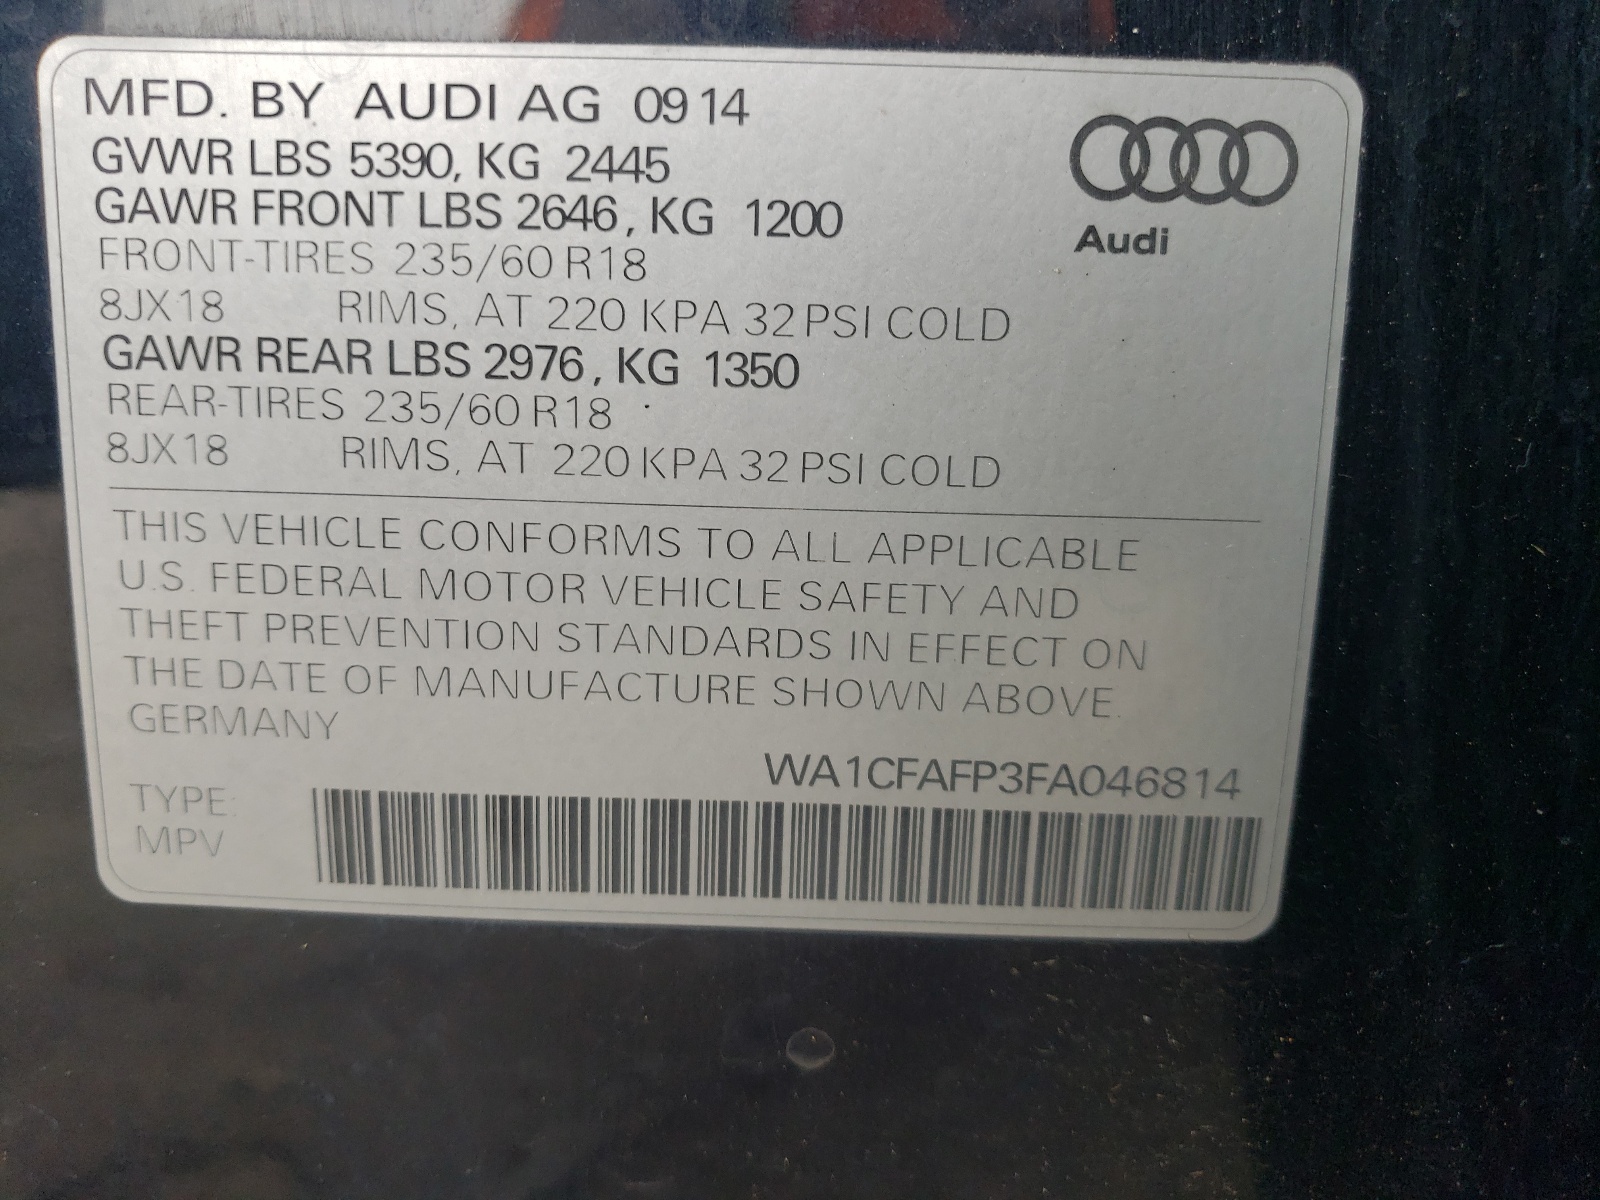 MFD. BY AUDI AG 09 14
GVWR LBS 5390, KG 2445
GAWR FRONT LBS 2646, KG 1200
Audi
FRONT-TIRES 235/60 R18
8JX18 RIMS, AT 220 KPA 32 PSI COLD
GAWR REAR LBS 2976, KG 1350
REAR-TIRES 235/60 R18
8JX18 RIMS, AT 220 KPA 32 PSI COLD
THIS VEHICLE CONFORMS TO ALL APPLICABLE
U.S. FEDERAL MOTOR VEHICLE SAFETY AND
THEFT PREVENTION STANDARDS IN EFFECT ON
THE DATE OF MANUFACTURE SHOWN ABOVE.
GERMANY
WA1CFAFP3FA046814
TYPE:
MPV